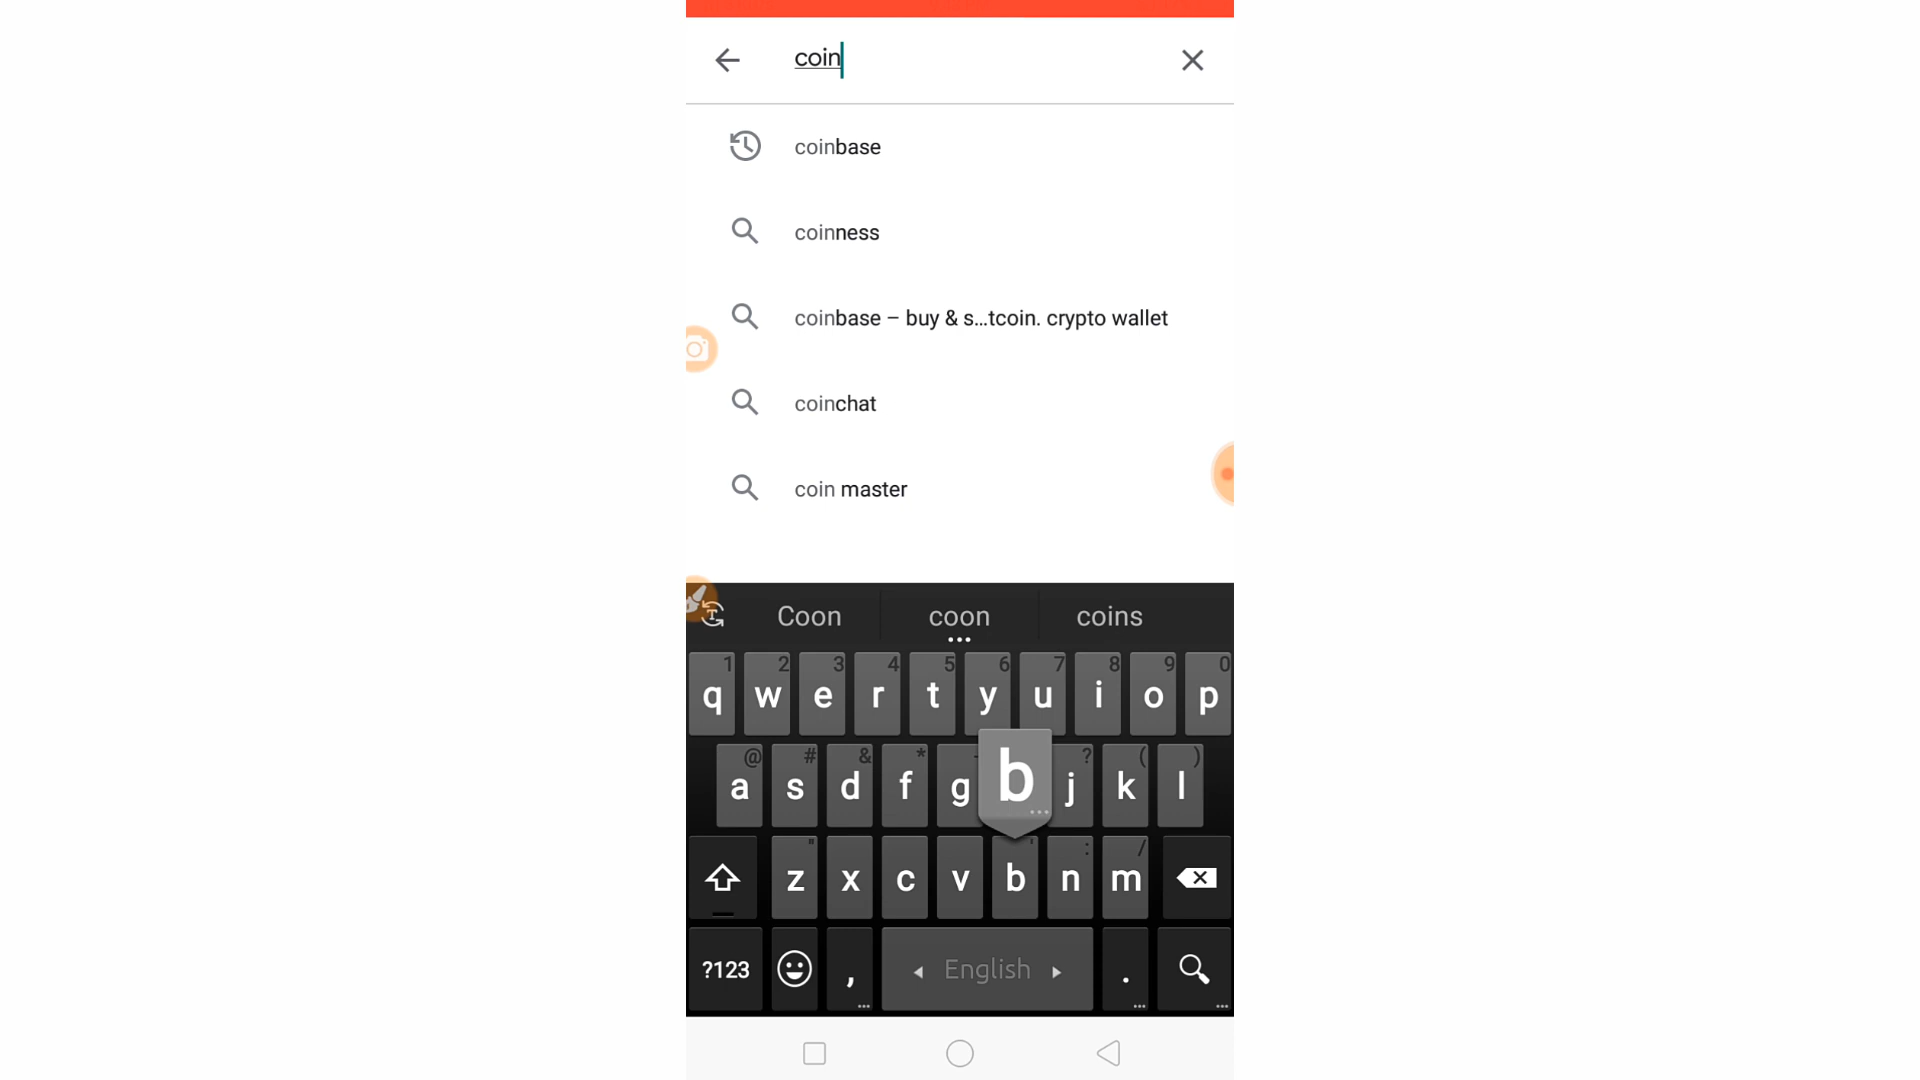 coin
coinbase
coinness
coinbase – buy & s...tcoin. crypto wallet
coinchat
coin master
Coon coon coins
1 2 3 4 5 6 7 8 9 0
q w e r t y u i o p
@ # & * - ? ( )
a s d f g b j k l
" ' : /
z x c v b n m
?123 , English .